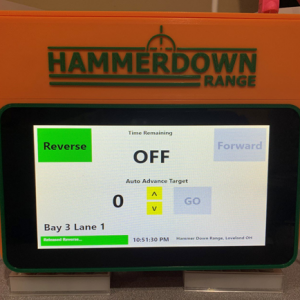 HAMMERDOWN
RANGE
Time Remaining
Reverse
OFF
Forward
Auto Advance Target
0
GO
Bay 3 Lane 1
10:51:30 PM
Hammer Down Range, Loveland OH